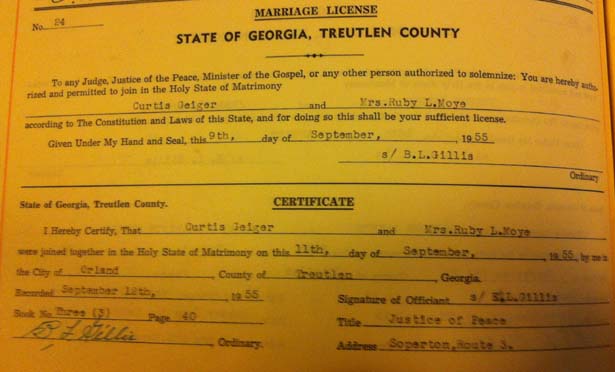 MARRIAGE LICENSE
No. 24
STATE OF GEORGIA, TREUTLEN COUNTY
To any Judge, Justice of the Peace, Minister of the Gospel, or any other person authorized to solemnize: You are hereby autho-
rized and permitted to join in the Holy State of Matrimony
Curtis Geiger and Mrs.Ruby L.Moye
according to The Constitution and Laws of this State, and for doing so this shall be your sufficient license.
Given Under My Hand and Seal, this 9th, day of September, 1955
s/ B.L.Gillis
Ordinary
State of Georgia, Treutlen County. CERTIFICATE
I Hereby Certify, That Curtis Geiger and Mrs.Ruby L.Moye
were joined together in the Holy State of Matrimony on this 11th, day of September, 1955, by me in
the City of Orland, County of Treutlen, Georgia.
Recorded September 12th, 1955 Signature of Officiant s/ E.L.Gillis
Book No. Three (3) Page 40 Title Justice of Peace
B L Gillis, Ordinary. Address Soperton,Route 3.